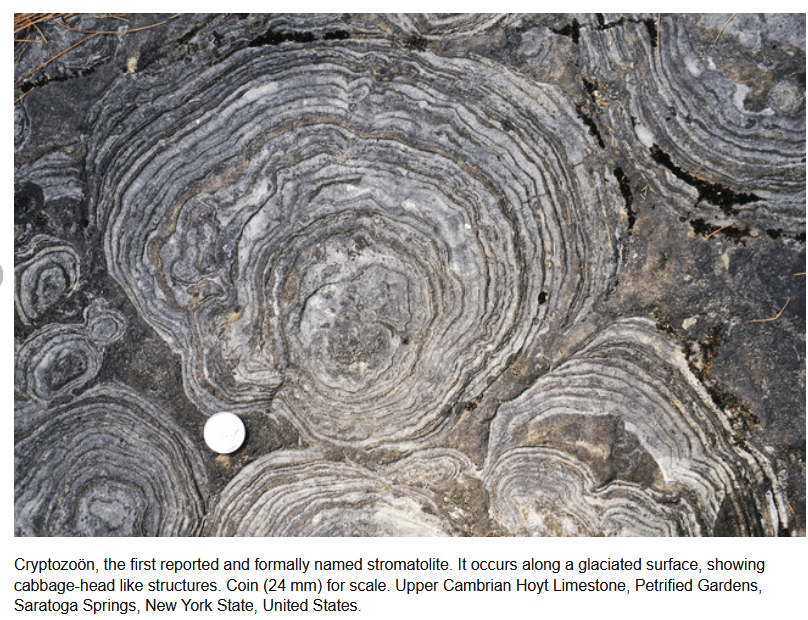 Cryptozoön, the first reported and formally named stromatolite. It occurs along a glaciated surface, showing
cabbage-head like structures. Coin (24 mm) for scale. Upper Cambrian Hoyt Limestone, Petrified Gardens,
Saratoga Springs, New York State, United States.